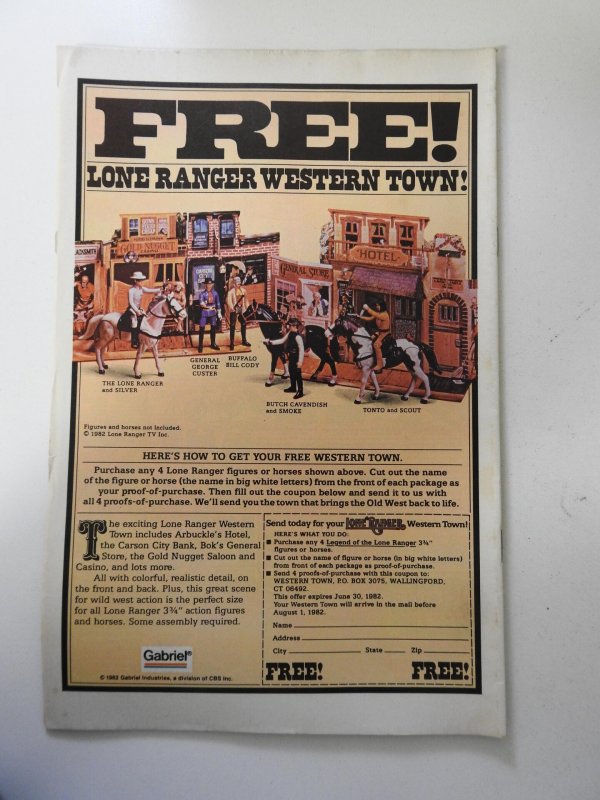 FREE!
LONE RANGER WESTERN TOWN!
GOLD NUGGET
GENERAL STORE
HOTEL
THE LONE RANGER
and SILVER
GENERAL
GEORGE
CUSTER
BUFFALO
BILL CODY
BUTCH CAVENDISH
and SMOKE
TONTO and SCOUT
Figures and horses not included.
© 1982 Lone Ranger TV Inc.
HERE'S HOW TO GET YOUR FREE WESTERN TOWN.
Purchase any 4 Lone Ranger figures or horses shown above. Cut out the name
of the figure or horse (the name in big white letters) from the front of each package as
your proof-of-purchase. Then fill out the coupon below and send it to us with
all 4 proofs-of-purchase. We'll send you the town that brings the Old West back to life.
The exciting Lone Ranger Western
Town includes Arbuckle's Hotel,
the Carson City Bank, Bok's General
Store, the Gold Nugget Saloon and
Casino, and lots more.
All with colorful, realistic detail, on
the front and back. Plus, this great scene
for wild west action is the perfect size
for all Lone Ranger 3¾" action figures
and horses. Some assembly required.
Gabriel®
© 1983 Gabriel Industries, a division of CBS Inc.
Send today for your LONE RANGER Western Town!
HERE'S WHAT YOU DO:
■ Purchase any 4 Legend of the Lone Ranger 3¾"
figures or horses.
■ Cut out name of figure or horse (in big white letters)
from front of each package as proof-of-purchase.
■ Send 4 proofs-of-purchase with this coupon to:
WESTERN TOWN, P.O. BOX 3075, WALLINGFORD,
CT 06492.
This offer expires June 30, 1982.
Your Western Town will arrive in the mail before
August 1, 1982.
Name
Address
City State Zip
FREE! FREE!